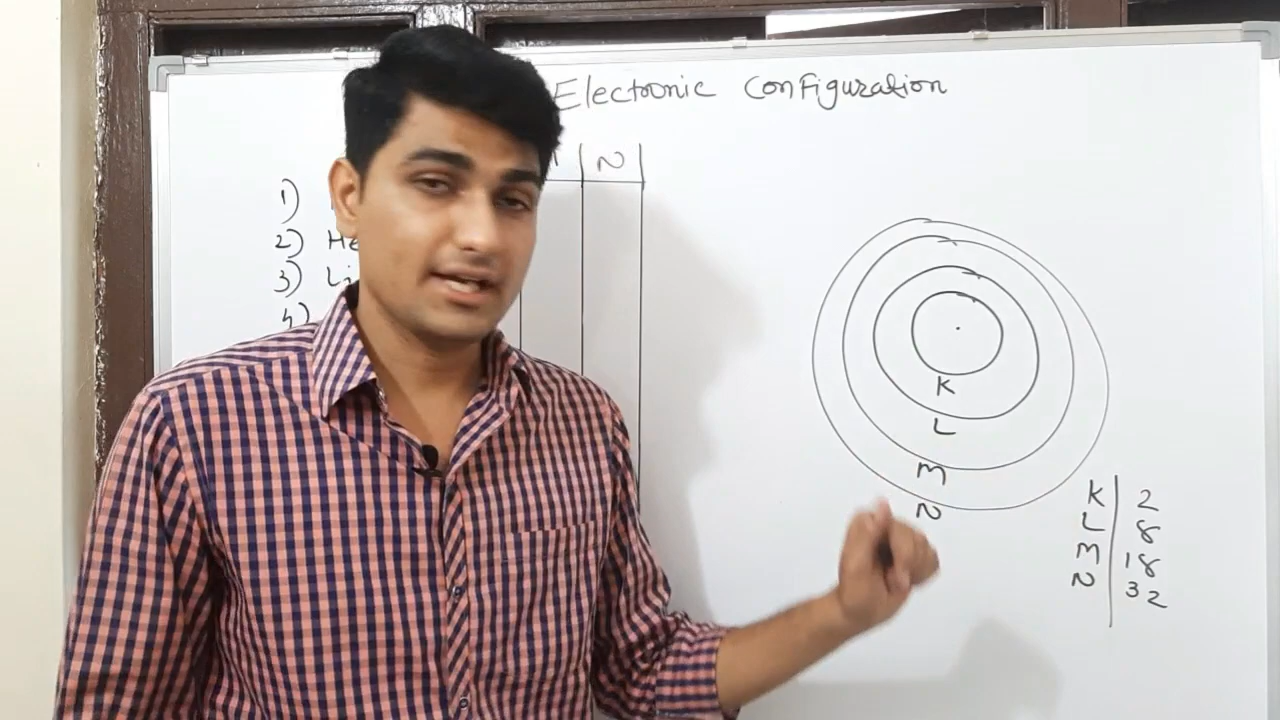 Electronic Configuration
N
1)
2) He
3) Li
4)
K
L
M
N
K 2
L 8
M 18
N 32